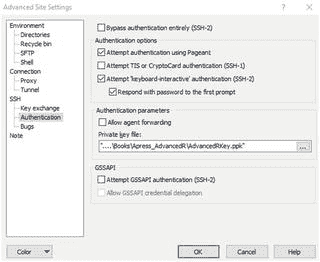 Advanced Site Settings
Environment
Directories
Recycle bin
SFTP
Shell
Connection
Proxy
Tunnel
SSH
Key exchange
Authentication
Bugs
Note
Bypass authentication entirely (SSH-2)
Authentication options
Attempt authentication using Pageant
Attempt TIS or CryptoCard authentication (SSH-1)
Attempt 'keyboard-interactive' authentication (SSH-2)
Respond with password to the first prompt
Authentication parameters
Allow agent forwarding
Private key file:
"....\Books\Apress_AdvancedR\AdvancedRKey.ppk"
...
GSSAPI
Attempt GSSAPI authentication (SSH-2)
Allow GSSAPI credential delegation
Color
OK
Cancel
Help